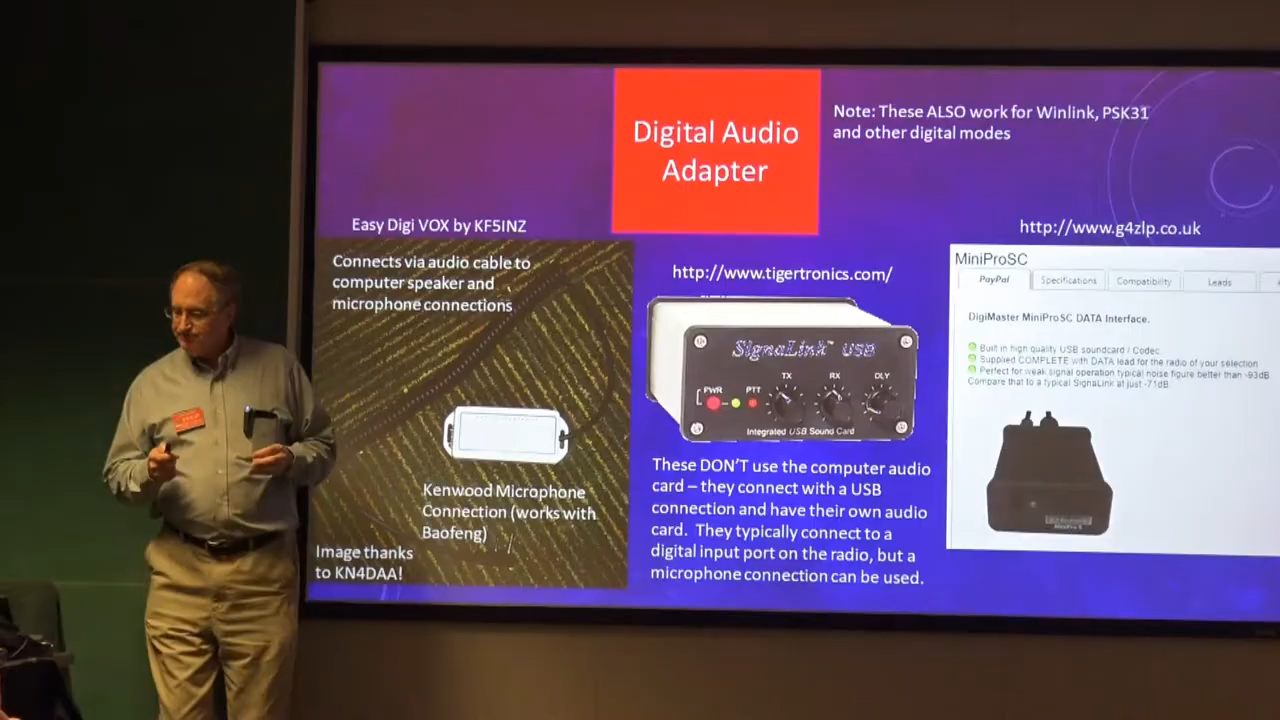 Digital Audio
Adapter
Note: These ALSO work for Winlink, PSK31
and other digital modes
Easy Digi VOX by KF5INZ
Connects via audio cable to
computer speaker and
microphone connections
Kenwood Microphone
Connection (works with
Baofeng)
Image thanks
to KN4DAA!
http://www.tigertronics.com/
SignaLink™ USB
TX RX DLY
PWR PTT
Integrated USB Sound Card
These DON'T use the computer audio
card – they connect with a USB
connection and have their own audio
card. They typically connect to a
digital input port on the radio, but a
microphone connection can be used.
http://www.g4zlp.co.uk
MiniProSC
PayPal Specifications Compatibility Leads
DigiMaster MiniProSC DATA Interface.
Built in high quality USB soundcard / Codec
Supplied COMPLETE with DATA lead for the radio of your selection
Perfect for weak signal operation typical noise figure better than -93dB
Compare that to a typical SignaLink at just -71dB